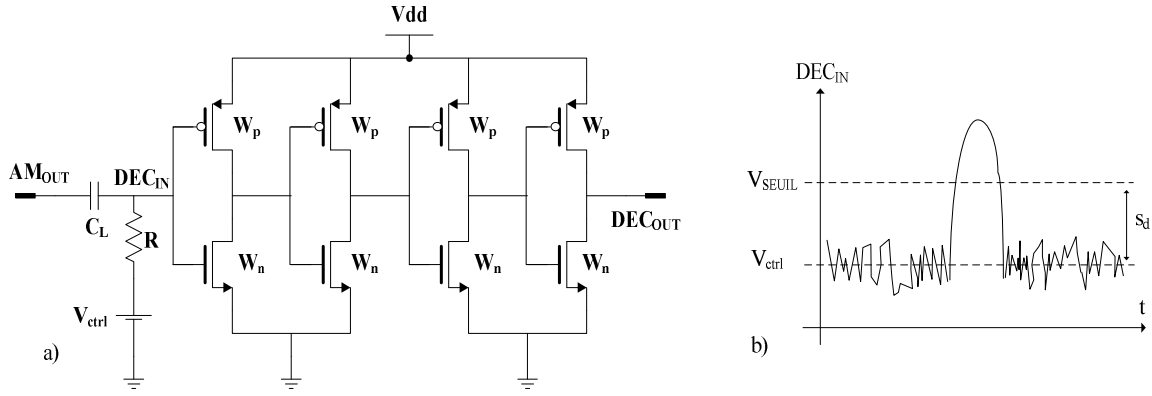 Vdd
W_p W_p W_p W_p
AM_OUT
DEC_IN
C_L
R
DEC_OUT
W_n W_n W_n W_n
V_ctrl
a)
DEC_IN
V_SEUIL
s_d
V_ctrl
t
b)